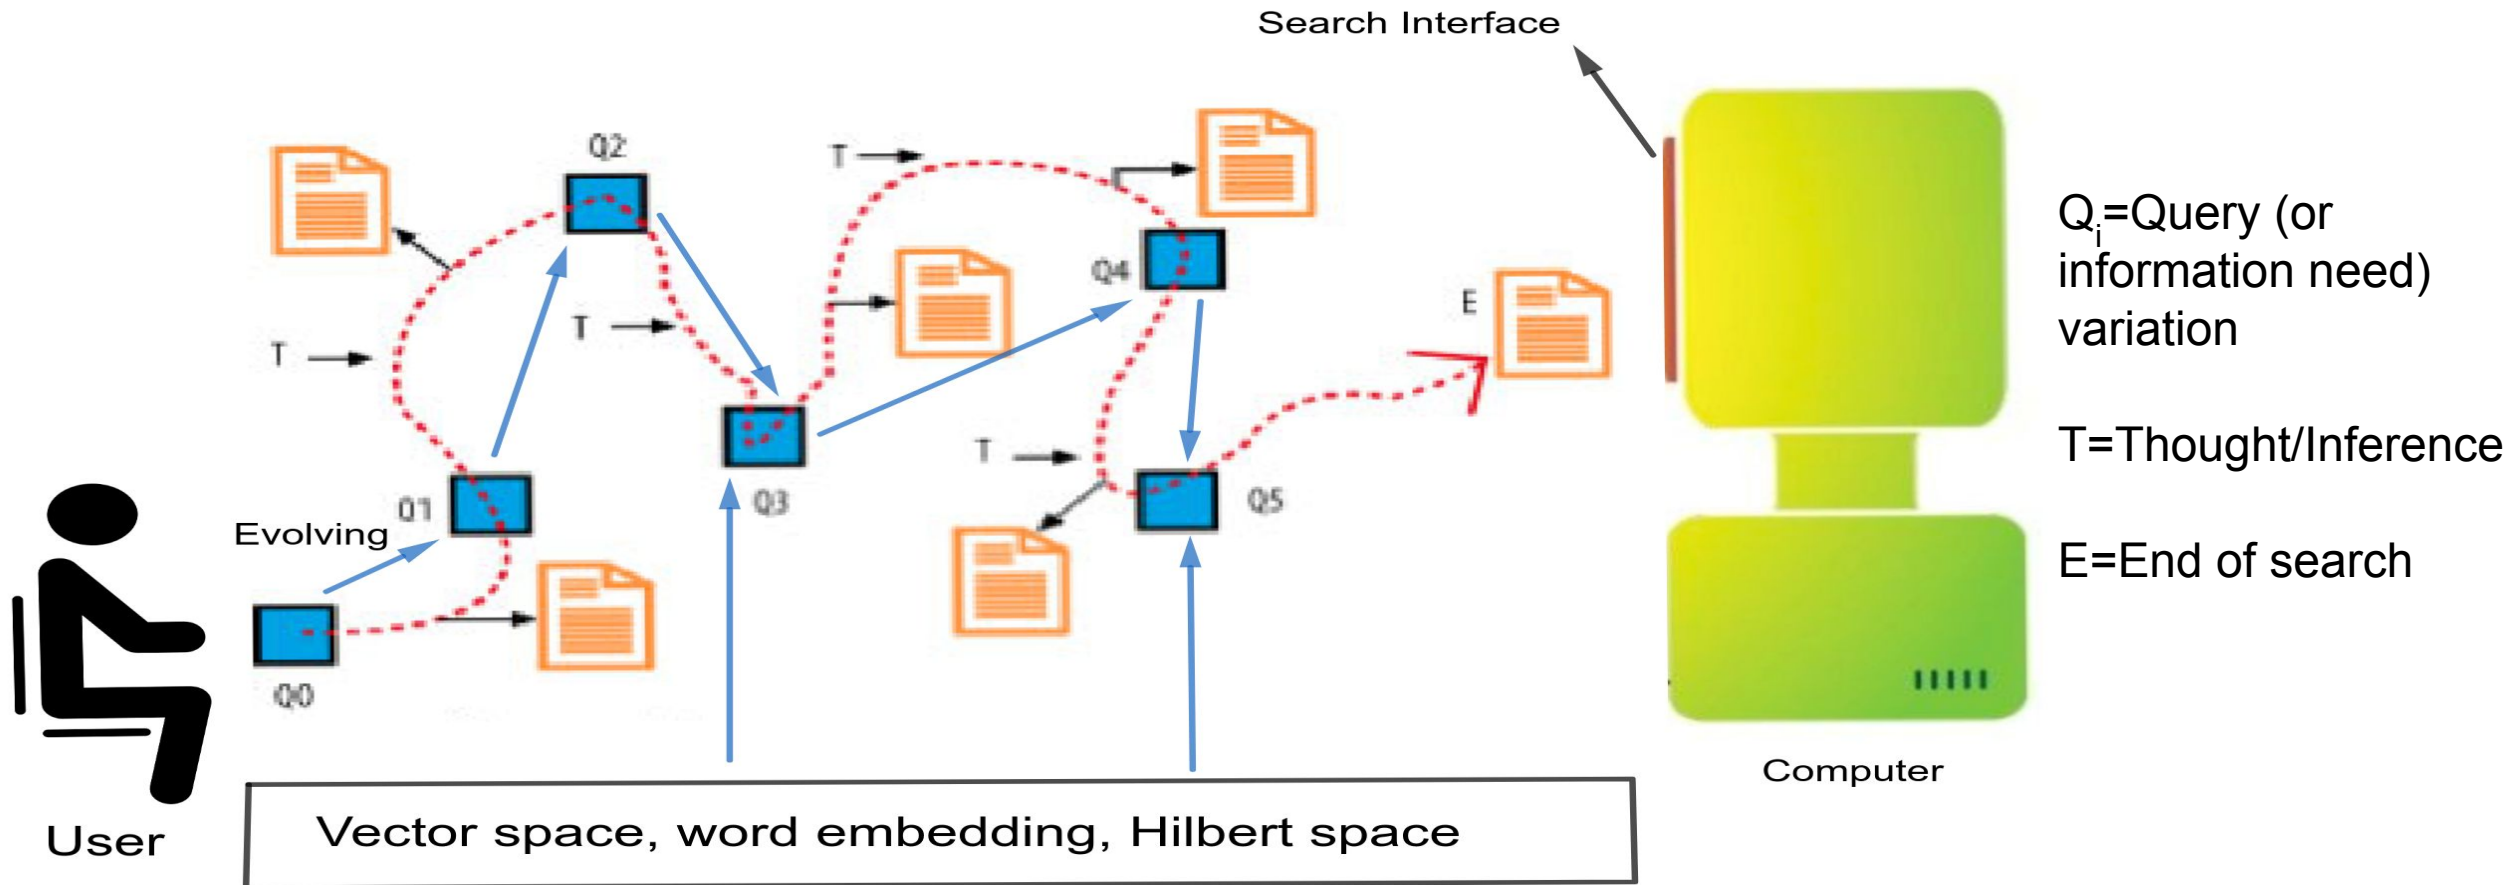 Search Interface
Q2
T
Q4
E
T
T
Q1
Evolving
Q3
T
Q5
Q0
Qi=Query (or
information need)
variation
T=Thought/Inference
E=End of search
Computer
User
Vector space, word embedding, Hilbert space